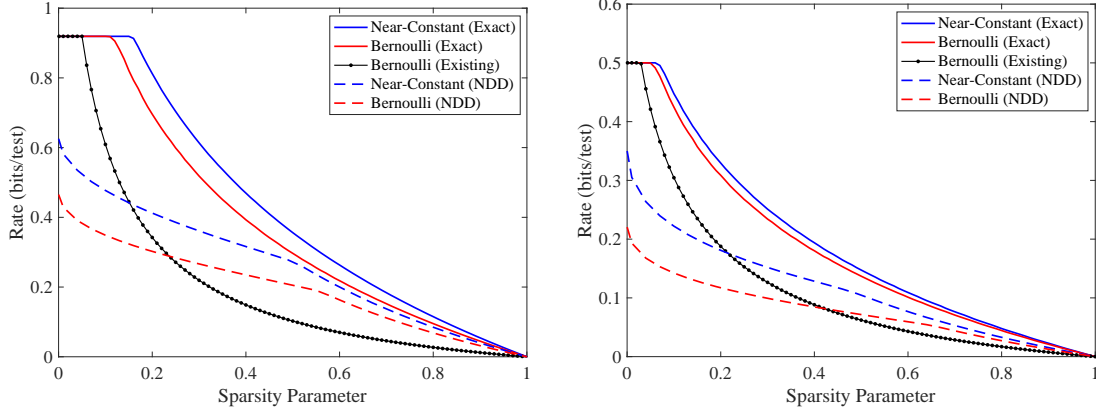 1
0.8
0.6
0.4
0.2
0
Rate (bits/test)
0 0.2 0.4 0.6 0.8 1
Sparsity Parameter
Near-Constant (Exact)
Bernoulli (Exact)
Bernoulli (Existing)
Near-Constant (NDD)
Bernoulli (NDD)
0.6
0.5
0.4
0.3
0.2
0.1
0
Rate (bits/test)
0 0.2 0.4 0.6 0.8 1
Sparsity Parameter
Near-Constant (Exact)
Bernoulli (Exact)
Bernoulli (Existing)
Near-Constant (NDD)
Bernoulli (NDD)